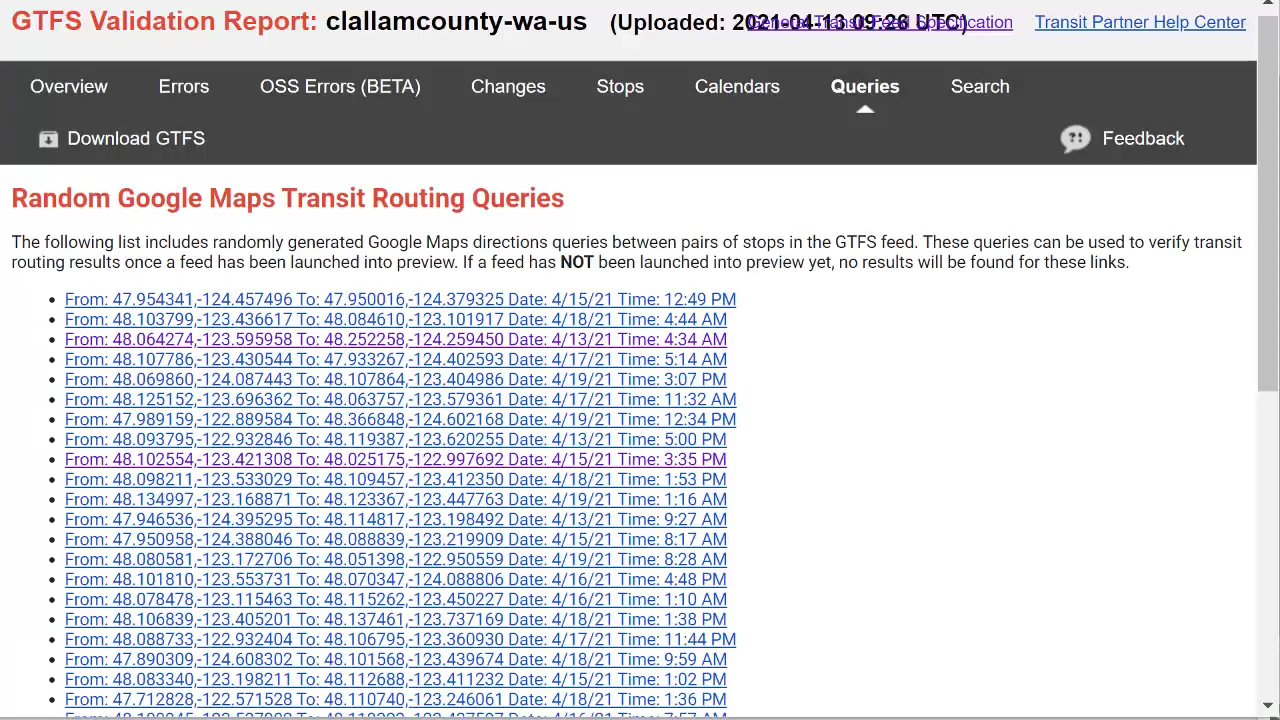 GTFS Validation Report: clallamcounty-wa-us (Uploaded: 2021-04-13 09:26 UTC) General Transit Feed Specification Transit Partner Help Center
Overview Errors OSS Errors (BETA) Changes Stops Calendars Queries Search
Download GTFS Feedback
Random Google Maps Transit Routing Queries
The following list includes randomly generated Google Maps directions queries between pairs of stops in the GTFS feed. These queries can be used to verify transit
routing results once a feed has been launched into preview. If a feed has NOT been launched into preview yet, no results will be found for these links.
From: 47.954341,-124.457496 To: 47.950016,-124.379325 Date: 4/15/21 Time: 12:49 PM
From: 48.103799,-123.436617 To: 48.084610,-123.101917 Date: 4/18/21 Time: 4:44 AM
From: 48.064274,-123.595958 To: 48.252258,-124.259450 Date: 4/13/21 Time: 4:34 AM
From: 48.107786,-123.430544 To: 47.933267,-124.402593 Date: 4/17/21 Time: 5:14 AM
From: 48.069860,-124.087443 To: 48.107864,-123.404986 Date: 4/19/21 Time: 3:07 PM
From: 48.125152,-123.696362 To: 48.063757,-123.579361 Date: 4/17/21 Time: 11:32 AM
From: 47.989159,-122.889584 To: 48.366848,-124.602168 Date: 4/19/21 Time: 12:34 PM
From: 48.093795,-122.932846 To: 48.119387,-123.620255 Date: 4/13/21 Time: 5:00 PM
From: 48.102554,-123.421308 To: 48.025175,-122.997692 Date: 4/15/21 Time: 3:35 PM
From: 48.098211,-123.533029 To: 48.109457,-123.412350 Date: 4/18/21 Time: 1:53 PM
From: 48.134997,-123.168871 To: 48.123367,-123.447763 Date: 4/19/21 Time: 1:16 AM
From: 47.946536,-124.395295 To: 48.114817,-123.198492 Date: 4/13/21 Time: 9:27 AM
From: 47.950958,-124.388046 To: 48.088839,-123.219909 Date: 4/15/21 Time: 8:17 AM
From: 48.080581,-123.172706 To: 48.051398,-122.950559 Date: 4/19/21 Time: 8:28 AM
From: 48.101810,-123.553731 To: 48.070347,-124.088806 Date: 4/16/21 Time: 4:48 PM
From: 48.078478,-123.115463 To: 48.115262,-123.450227 Date: 4/16/21 Time: 1:10 AM
From: 48.106839,-123.405201 To: 48.137461,-123.737169 Date: 4/18/21 Time: 1:38 PM
From: 48.088733,-122.932404 To: 48.106795,-123.360930 Date: 4/17/21 Time: 11:44 PM
From: 47.890309,-124.608302 To: 48.101568,-123.439674 Date: 4/18/21 Time: 9:59 AM
From: 48.083340,-123.198211 To: 48.112688,-123.411232 Date: 4/15/21 Time: 1:02 PM
From: 47.712828,-122.571528 To: 48.110740,-123.246061 Date: 4/18/21 Time: 1:36 PM